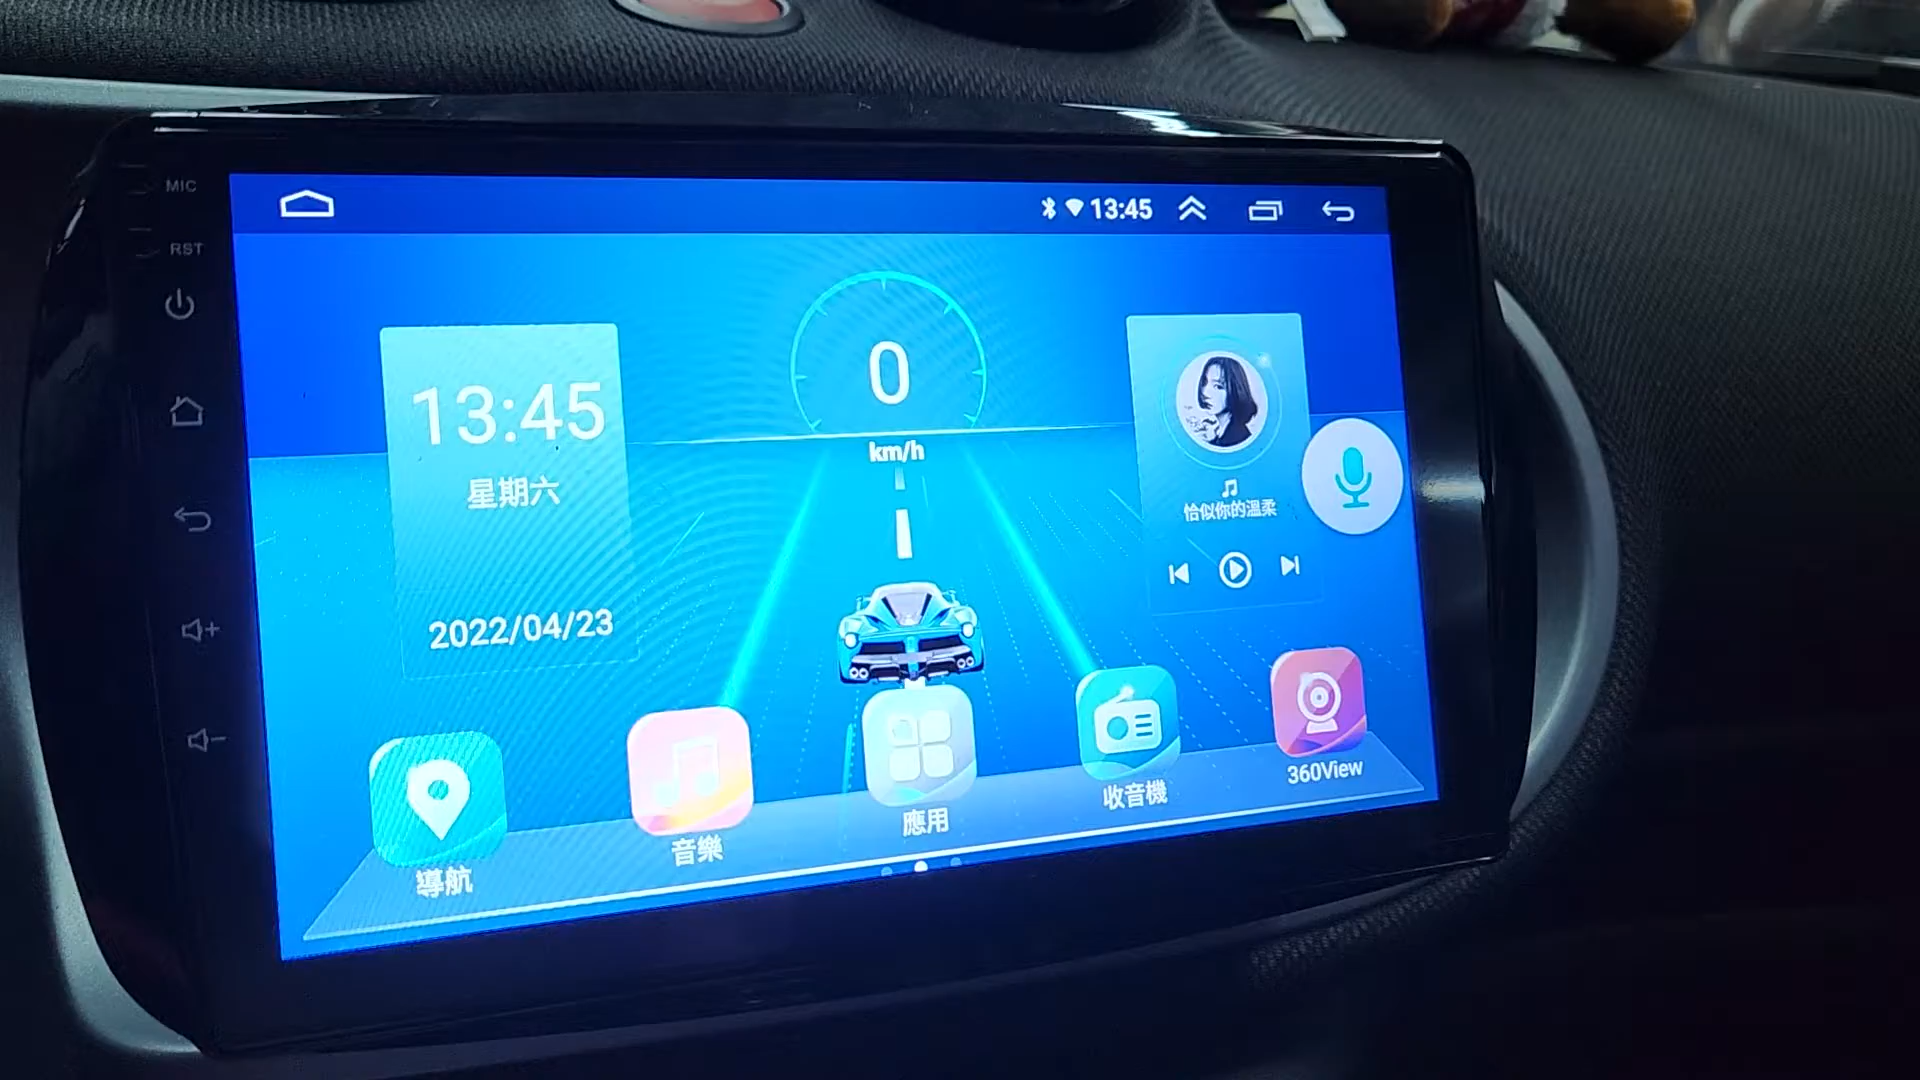 MIC
RST
13:45
13:45
星期六
2022/04/23
0
km/h
恰似你的溫柔
導航
音樂
應用
收音機
360View